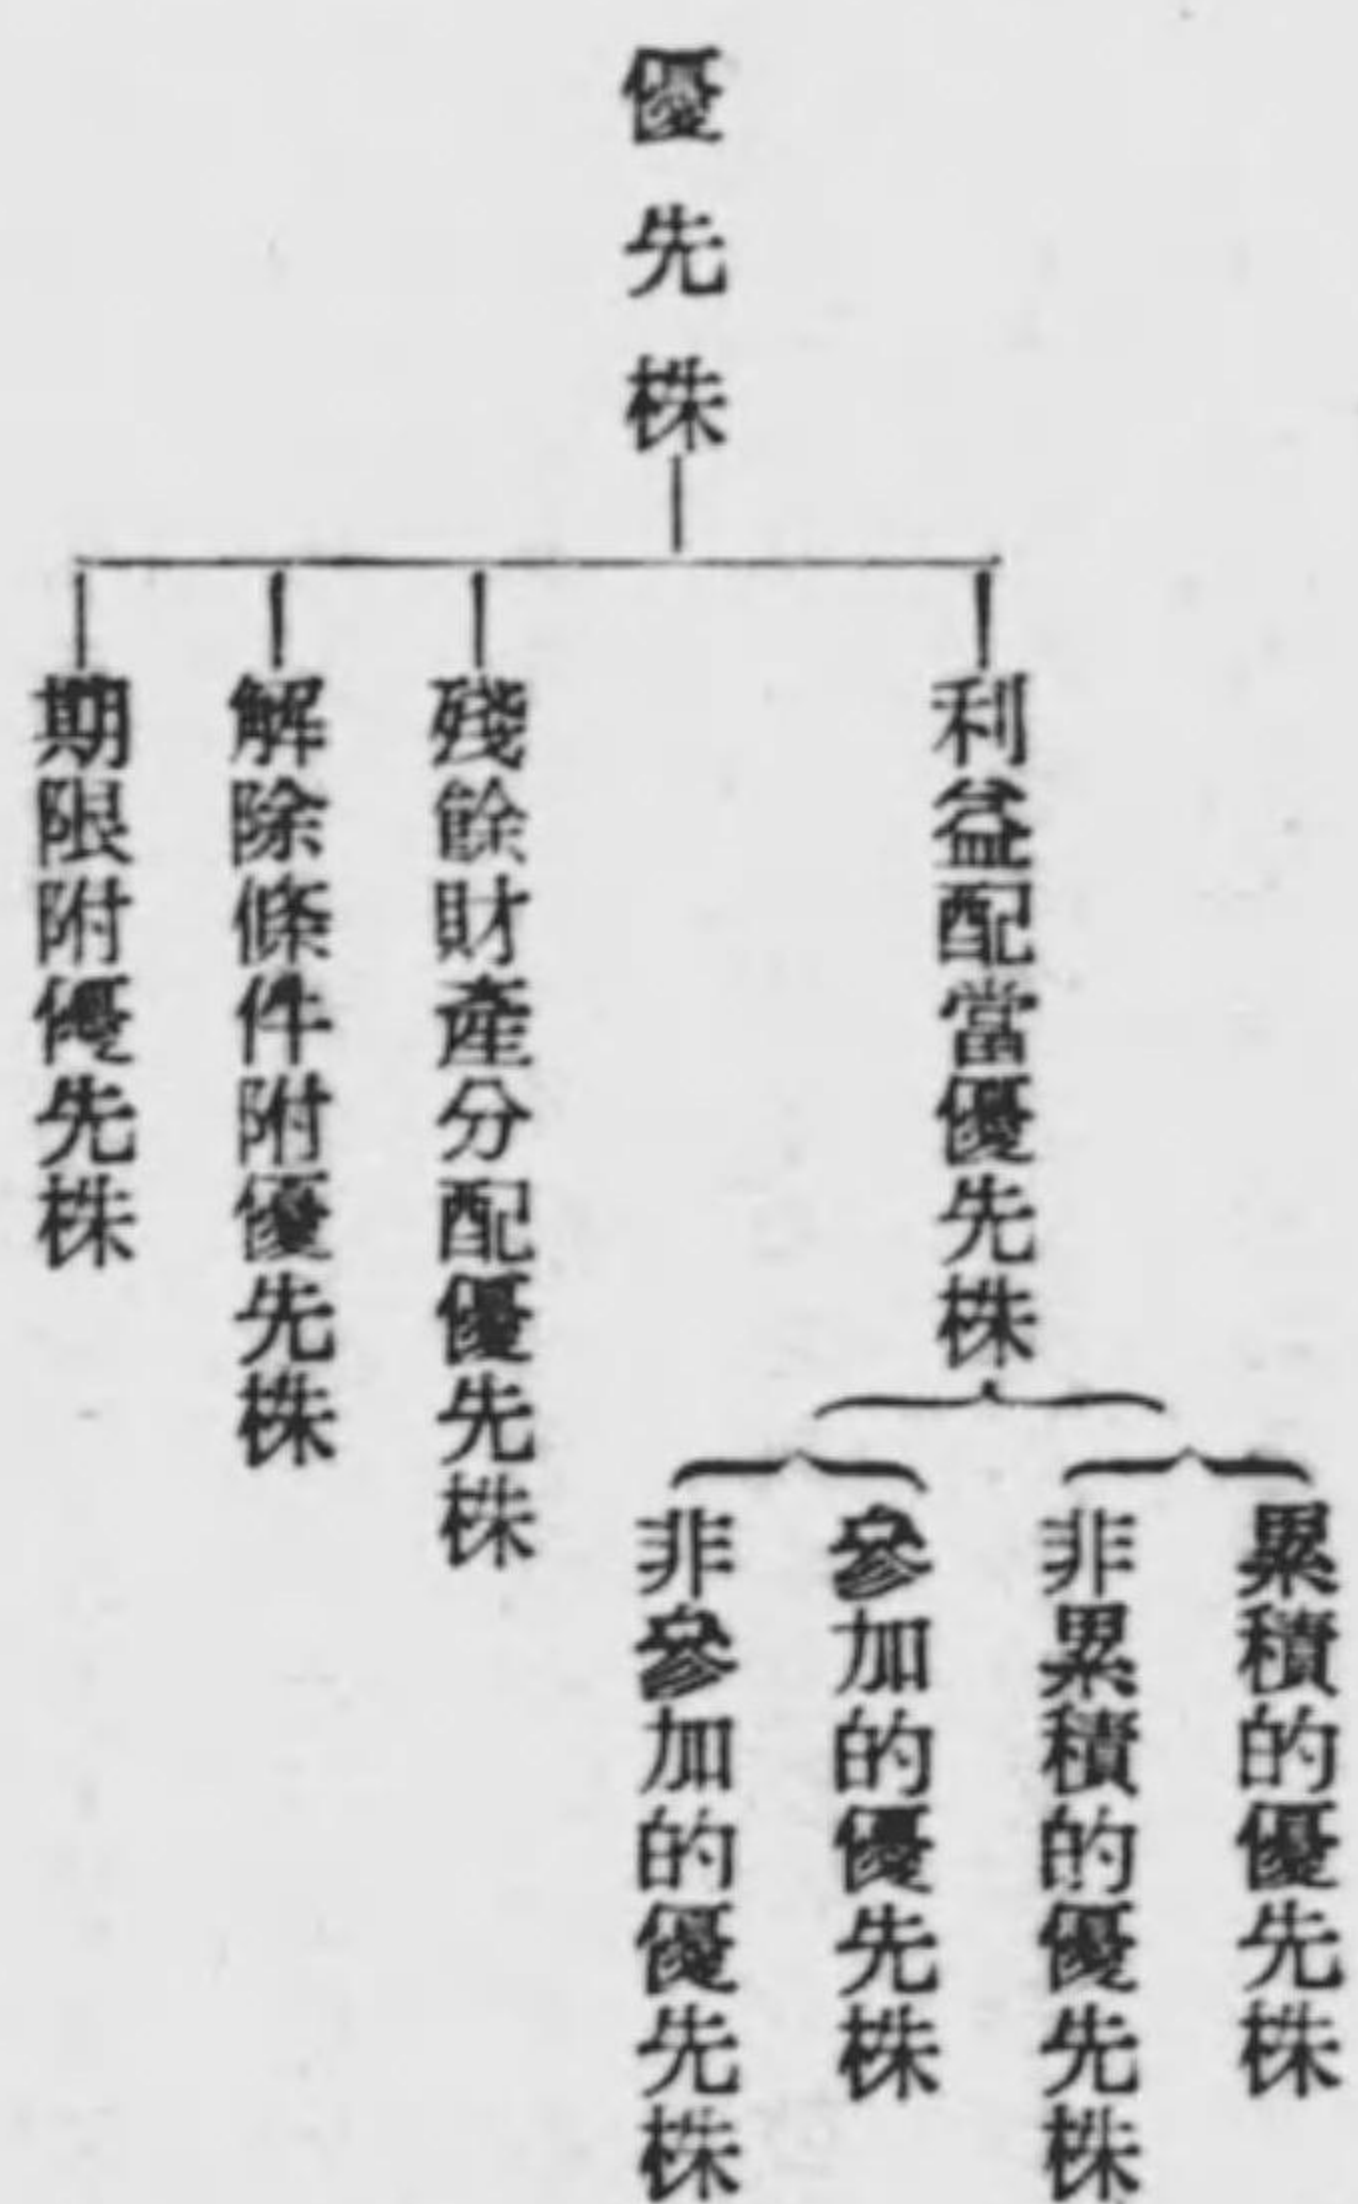 優先株
利益配當優先株
累積的優先株
非累積的優先株
參加的優先株
非參加的優先株
殘餘財產分配優先株
解除條件附優先株
期限附優先株